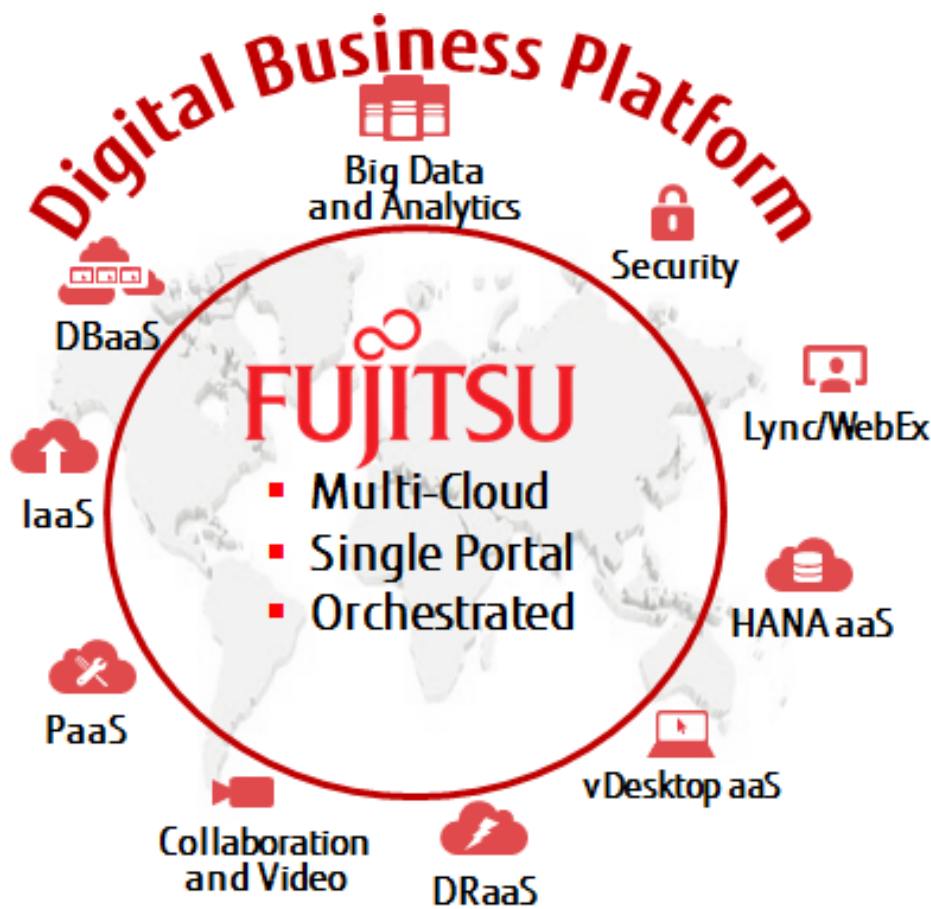 Digital Business Platform
Big Data
and Analytics
Security
DBaaS
FUJITSU
Lync/WebEx
IaaS
Multi-Cloud
Single Portal
Orchestrated
HANA aaS
PaaS
vDesktop aaS
Collaboration
and Video
DRaaS